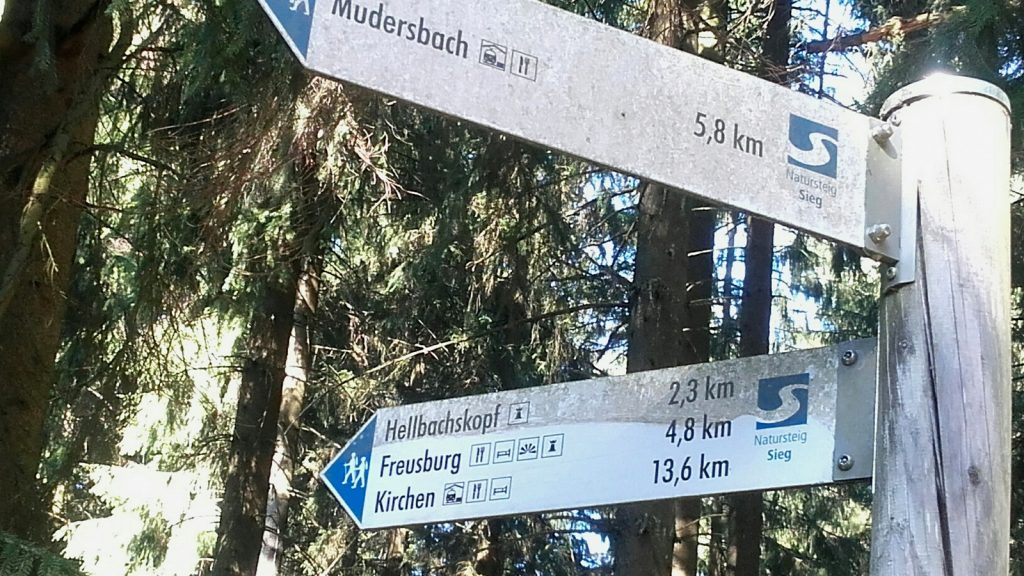 Mudersbach
5,8 km
Natursteig
Sieg
Hellbachskopf 2,3 km
Freusburg 4,8 km
Kirchen 13,6 km
Natursteig
Sieg